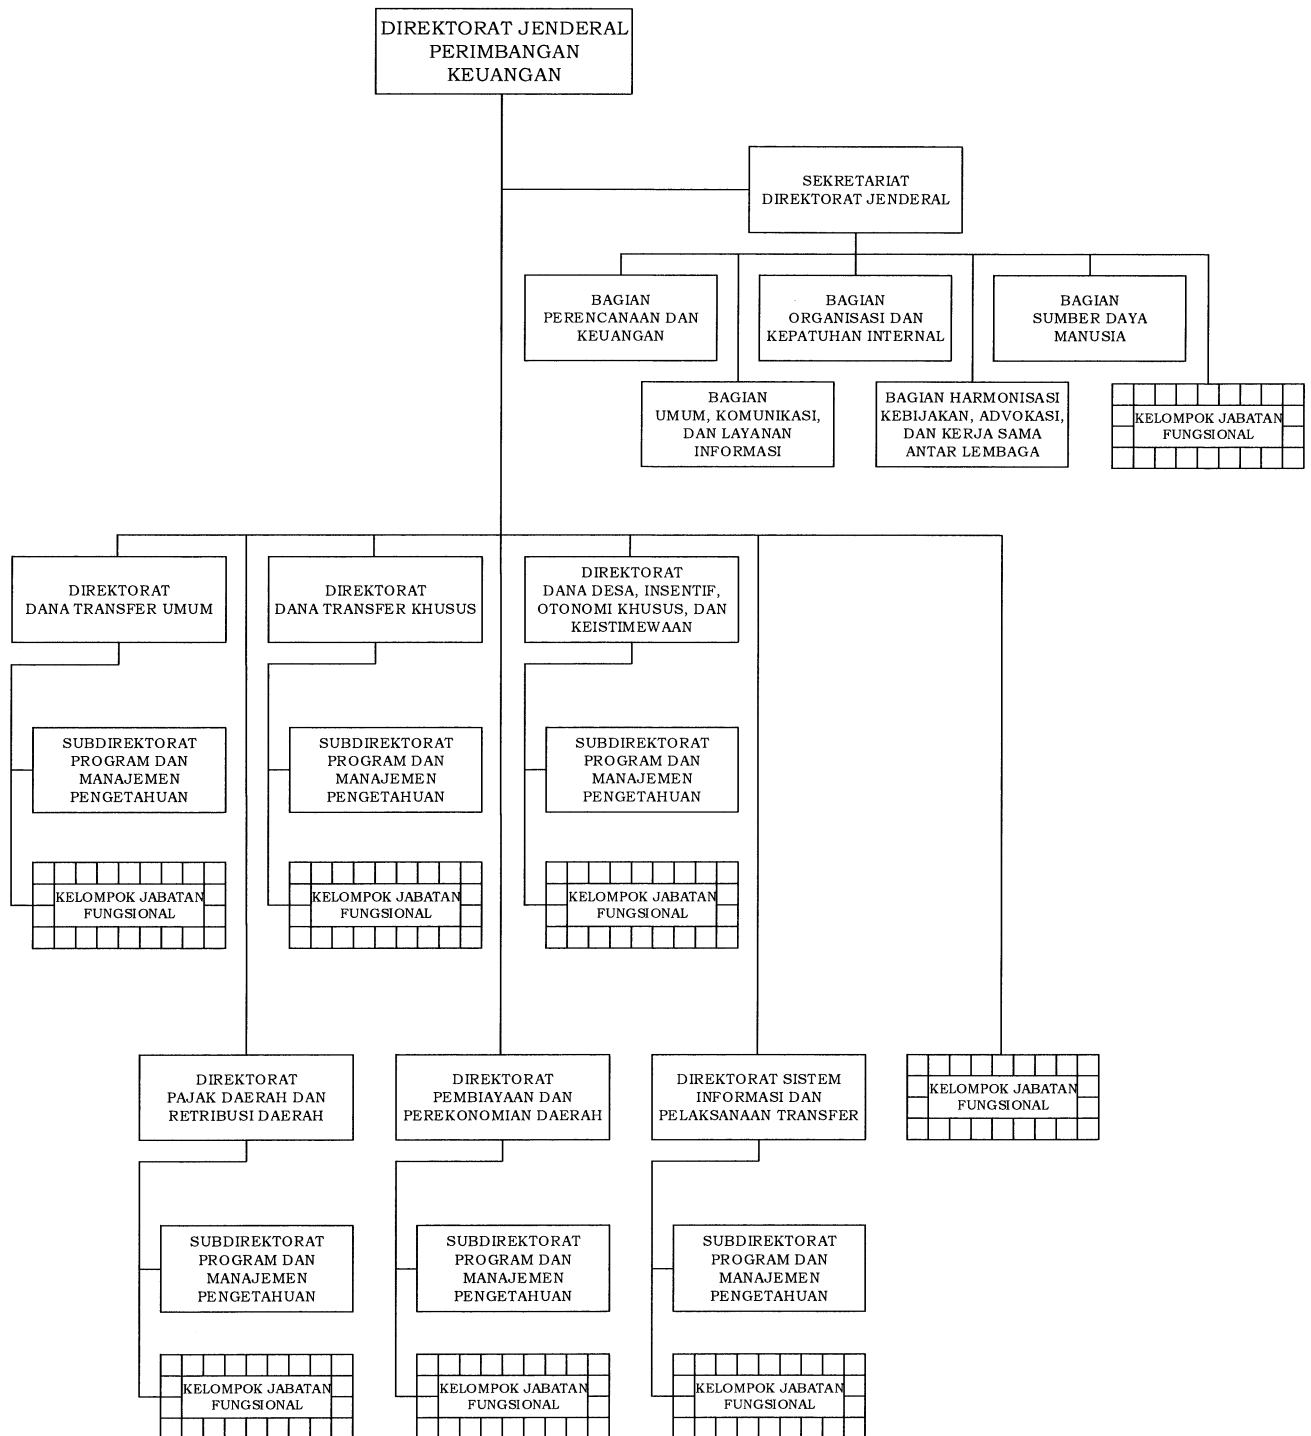 DIREKTORAT JENDERAL
PERIMBANGAN
KEUANGAN
SEKRETARIAT
DIREKTORAT JENDERAL
BAGIAN
PERENCANAAN DAN
KEUANGAN
BAGIAN
ORGANISASI DAN
KEPATUHAN INTERNAL
BAGIAN
SUMBER DAYA
MANUSIA
BAGIAN
UMUM, KOMUNIKASI,
DAN LAYANAN
INFORMASI
BAGIAN HARMONISASI
KEBIJAKAN, ADVOKASI,
DAN KERJA SAMA
ANTAR LEMBAGA
KELOMPOK JABATAN
FUNGSIONAL
DIREKTORAT
DANA TRANSFER UMUM
DIREKTORAT
DANA TRANSFER KHUSUS
DIREKTORAT
DANA DESA, INSENTIF,
OTONOMI KHUSUS, DAN
KEISTIMEWAAN
SUBDIREKTORAT
PROGRAM DAN
MANAJEMEN
PENGETAHUAN
SUBDIREKTORAT
PROGRAM DAN
MANAJEMEN
PENGETAHUAN
SUBDIREKTORAT
PROGRAM DAN
MANAJEMEN
PENGETAHUAN
KELOMPOK JABATAN
FUNGSIONAL
KELOMPOK JABATAN
FUNGSIONAL
KELOMPOK JABATAN
FUNGSIONAL
DIREKTORAT
PAJAK DAERAH DAN
RETRIBUSI DAERAH
DIREKTORAT
PEMBIAYAAN DAN
PEREKONOMIAN DAERAH
DIREKTORAT SISTEM
INFORMASI DAN
PELAKSANAAN TRANSFER
KELOMPOK JABATAN
FUNGSIONAL
SUBDIREKTORAT
PROGRAM DAN
MANAJEMEN
PENGETAHUAN
SUBDIREKTORAT
PROGRAM DAN
MANAJEMEN
PENGETAHUAN
SUBDIREKTORAT
PROGRAM DAN
MANAJEMEN
PENGETAHUAN
KELOMPOK JABATAN
FUNGSIONAL
KELOMPOK JABATAN
FUNGSIONAL
KELOMPOK JABATAN
FUNGSIONAL